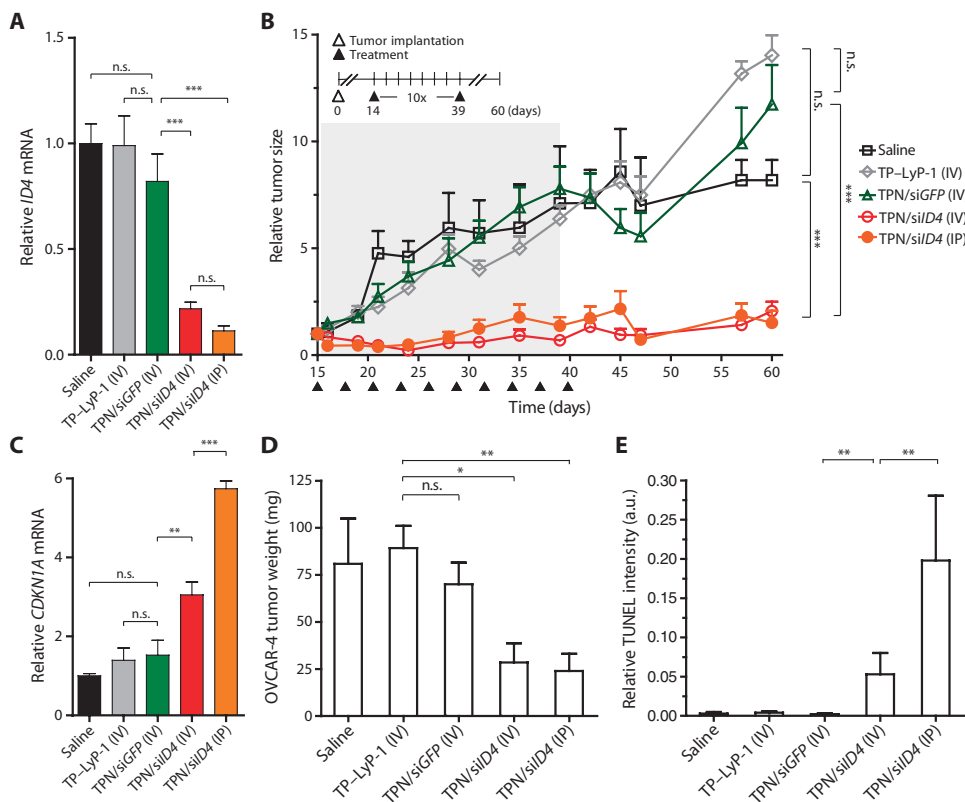 A
Relative ID4 mRNA
1.0
0.5
0.0
n.s.
n.s.
***
***
n.s.
Saline
TP–LyP-1 (IV)
TPN/siGFP (IV)
TPN/siID4 (IV)
TPN/siID4 (IP)
B
Tumor implantation
Treatment
10x
0 14 39 60 (days)
Relative tumor size
15
10
5
2
0
15 20 25 30 35 40 45 50 55 60
Time (days)
n.s.
n.s.
***
***
Saline
TP–LyP-1 (IV)
TPN/siGFP (IV
TPN/siID4 (IV)
TPN/siID4 (IP)
C
Relative CDKN1A mRNA
6
4
2
0
n.s.
n.s.
**
***
Saline
TP–LyP-1 (IV)
TPN/siGFP (IV)
TPN/siID4 (IV)
TPN/siID4 (IP)
D
OVCAR-4 tumor weight (mg)
125
100
75
50
25
0
**
*
n.s.
Saline
TP–LyP-1 (IV)
TPN/siGFP (IV)
TPN/siID4 (IV)
TPN/siID4 (IP)
E
Relative TUNEL intensity (a.u.)
0.30
0.25
0.20
0.15
0.10
0.05
0.00
** **
Saline
TP–LyP-1 (IV)
TPN/siGFP (IV)
TPN/siID4 (IV)
TPN/siID4 (IP)